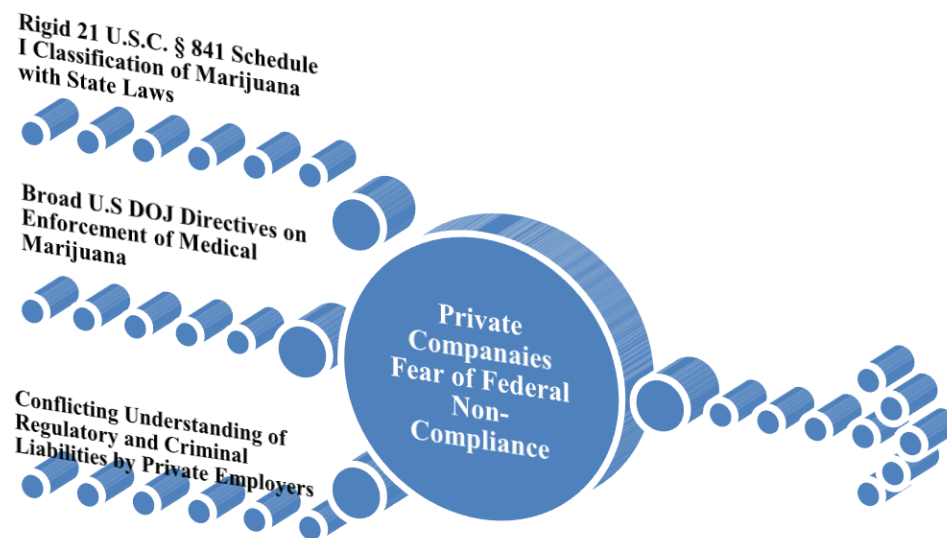 Rigid 21 U.S.C. § 841 Schedule
I Classification of Marijuana
with State Laws
Broad U.S DOJ Directives on
Enforcement of Medical
Marijuana
Conflicting Understanding of
Regulatory and Criminal
Liabilities by Private Employers
Private
Companaies
Fear of Federal
Non-
Compliance